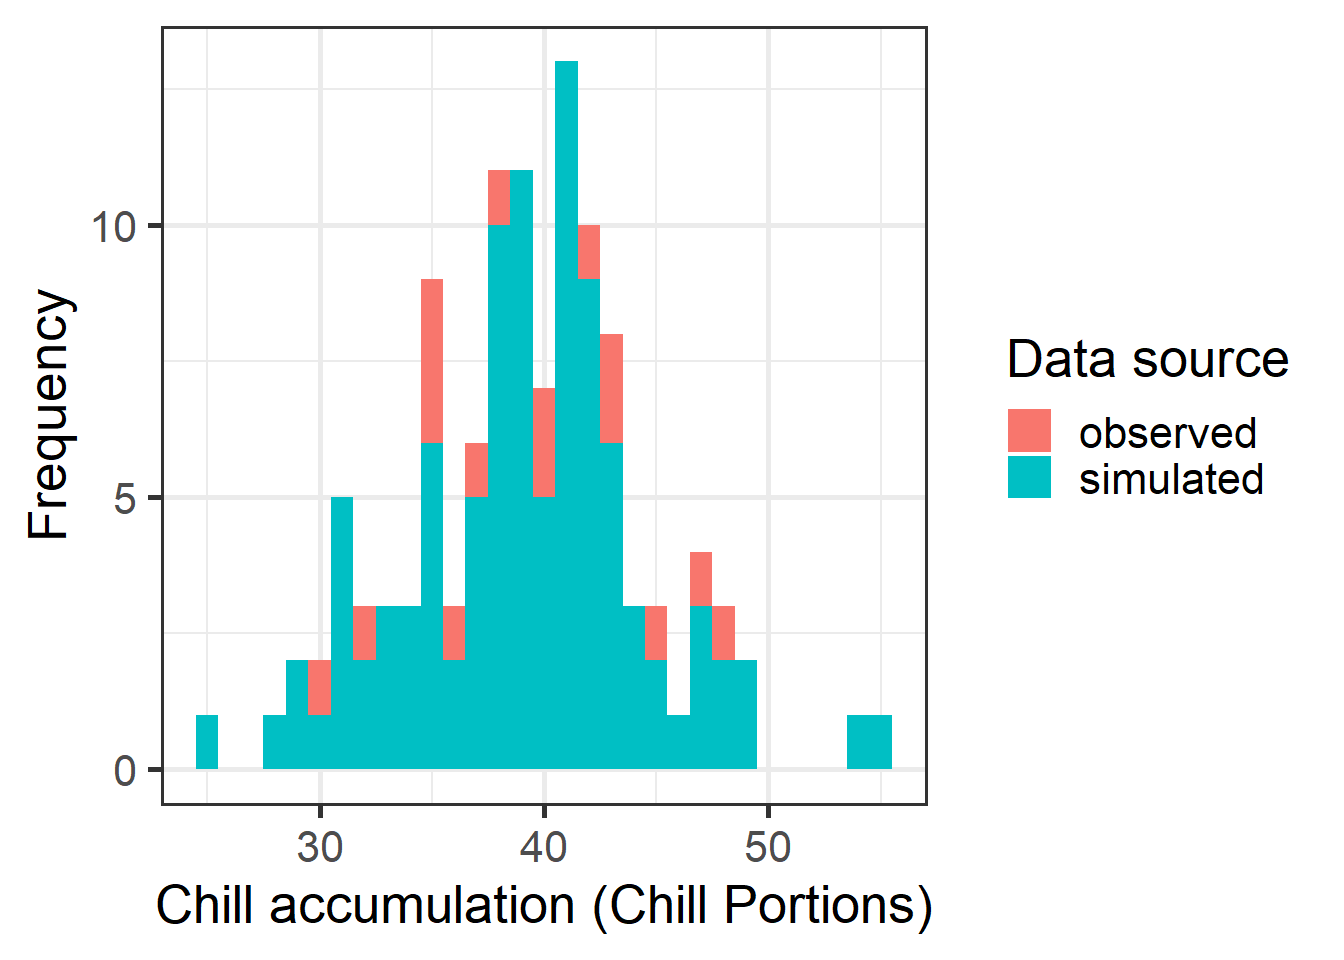 10
5
0
Frequency
30 40 50
Chill accumulation (Chill Portions)
Data source
observed
simulated